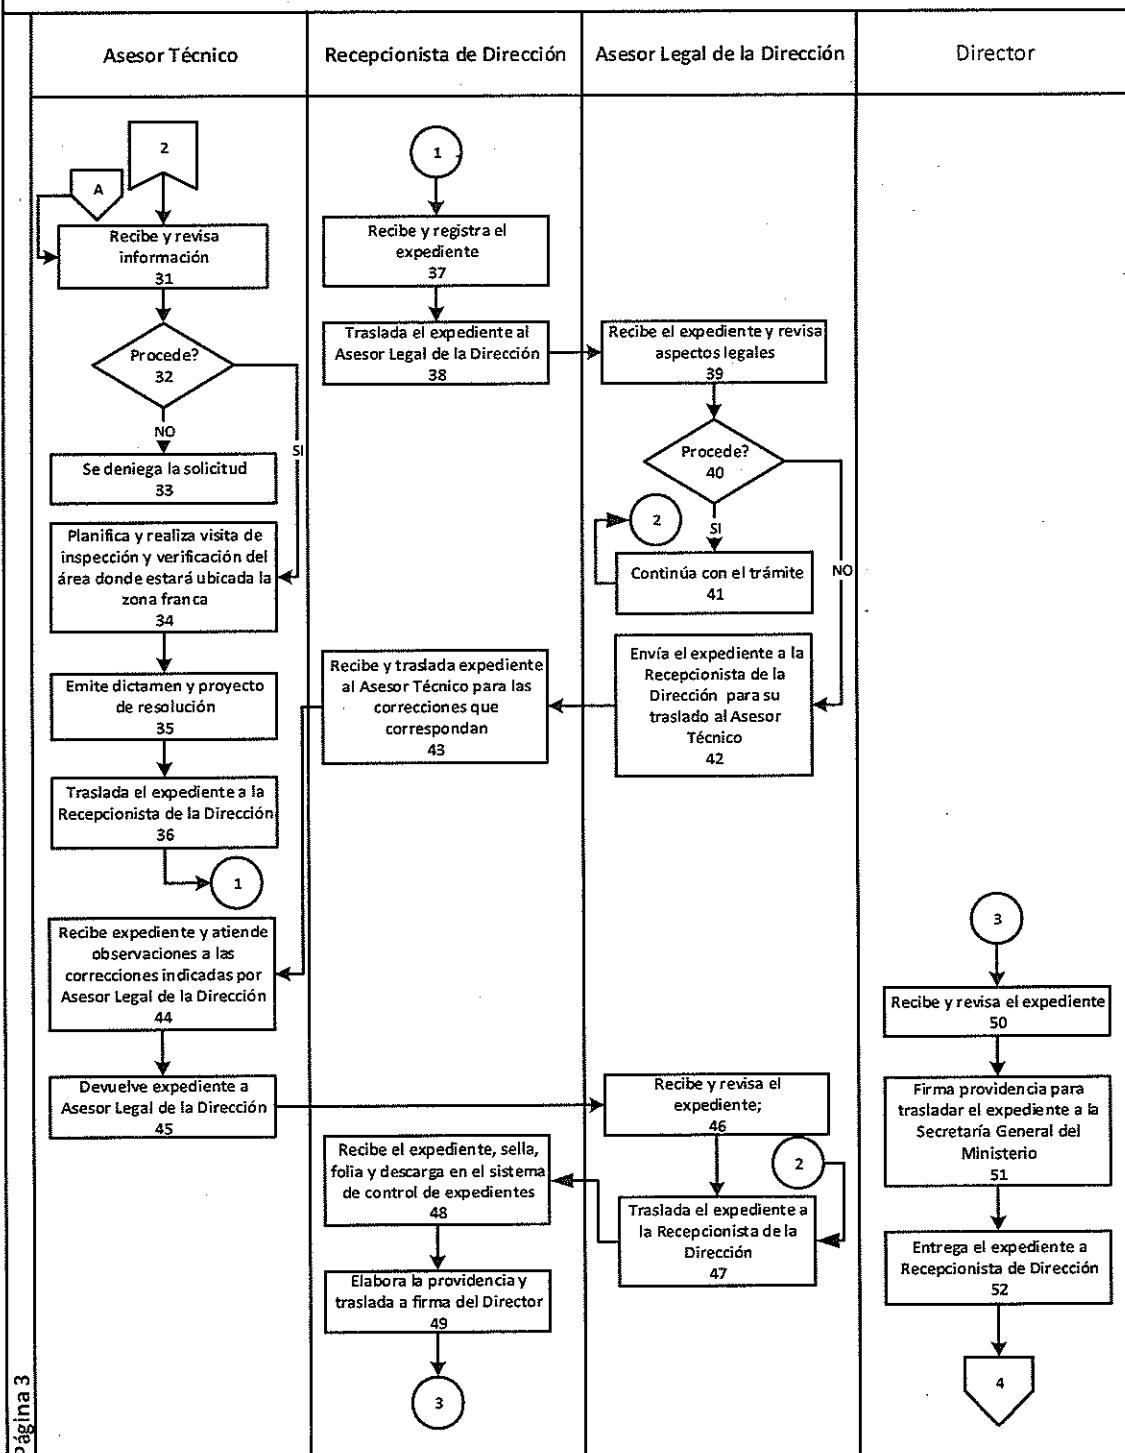 Asesor Técnico
Recepcionista de Dirección
Asesor Legal de la Dirección
Director
2
A
Recibe y revisa
información
31
Procede?
32
NO
SI
Se deniega la solicitud
33
Planifica y realiza visita de
inspección y verificación del
área donde estará ubicada la
zona franca
34
Emite dictamen y proyecto
de resolución
35
Traslada el expediente a la
Recepcionista de la Dirección
36
1
Recibe expediente y atiende
observaciones a las
correcciones indicadas por
Asesor Legal de la Dirección
44
Devuelve expediente a
Asesor Legal de la Dirección
45
1
Recibe y registra el
expediente
37
Traslada el expediente al
Asesor Legal de la Dirección
38
Recibe y traslada expediente
al Asesor Técnico para las
correcciones que
correspondan
43
Recibe el expediente, sella,
folia y descarga en el sistema
de control de expedientes
48
Elabora la providencia y
traslada a firma del Director
49
3
Recibe el expediente y revisa
aspectos legales
39
Procede?
40
2
SI
NO
Continúa con el trámite
41
Envía el expediente a la
Recepcionista de la
Dirección para su
traslado al Asesor
Técnico
42
Recibe y revisa el
expediente;
46
2
Traslada el expediente a
la Recepcionista de la
Dirección
47
3
Recibe y revisa el expediente
50
Firma providencia para
trasladar el expediente a la
Secretaría General del
Ministerio
51
Entrega el expediente a
Recepcionista de Dirección
52
4
Página 3